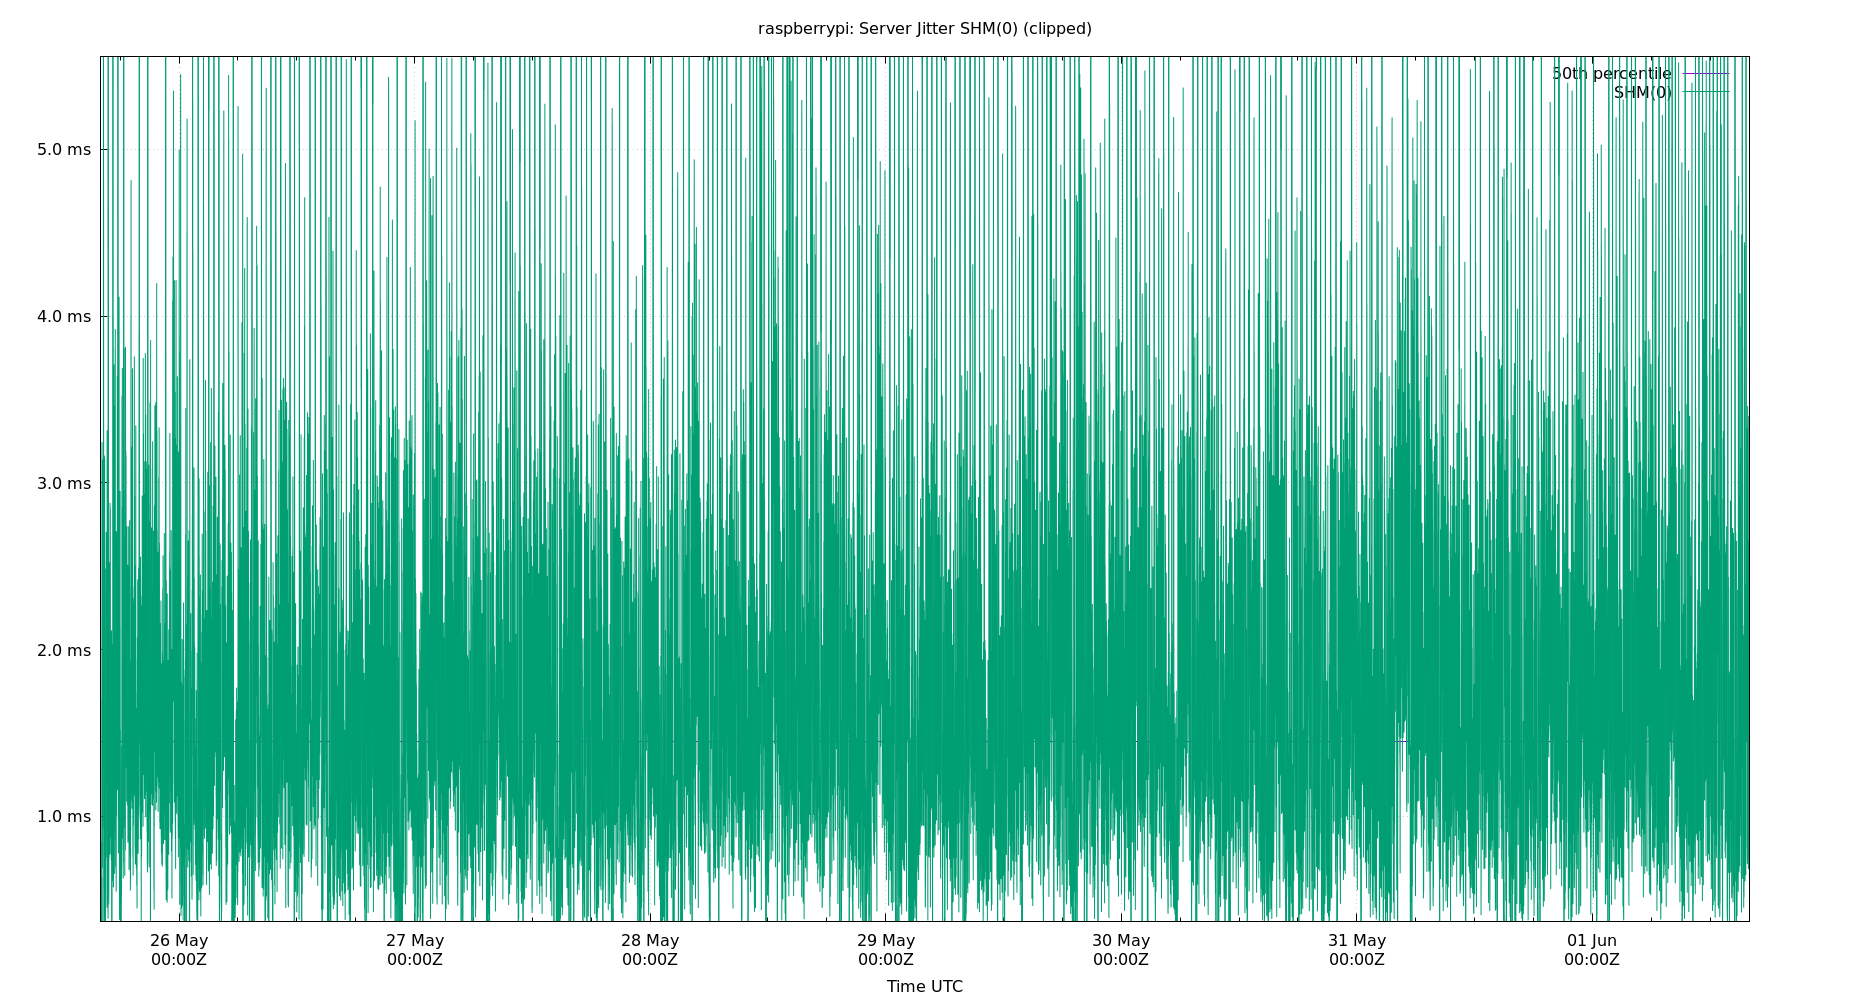 raspberrypi: Server Jitter SHM(0) (clipped)
50th percentile
SHM(0)
5.0 ms
4.0 ms
3.0 ms
2.0 ms
1.0 ms
26 May
00:00Z
27 May
00:00Z
28 May
00:00Z
29 May
00:00Z
30 May
00:00Z
31 May
00:00Z
01 Jun
00:00Z
Time UTC